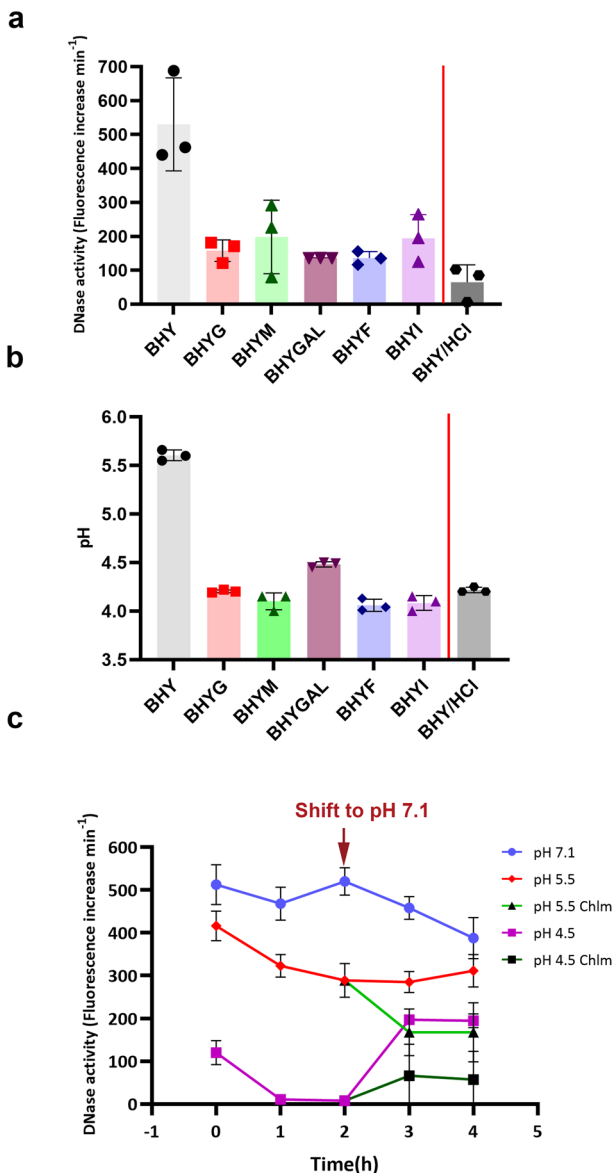 a
DNase activity (Fluorescence increase min-1)
700
600
500
400
300
200
100
0
BHY
BHYG
BHYM
BHYGAL
BHYF
BHYI
BHY/HCl
b
pH
6.0
5.5
5.0
4.5
4.0
3.5
BHY
BHYG
BHYM
BHYGAL
BHYF
BHYI
BHY/HCl
c
Shift to pH 7.1
DNase activity (Fluorescence increase min-1)
600
500
400
300
200
100
0
-1 0 1 2 3 4 5
Time(h)
pH 7.1
pH 5.5
pH 5.5 Chlm
pH 4.5
pH 4.5 Chlm